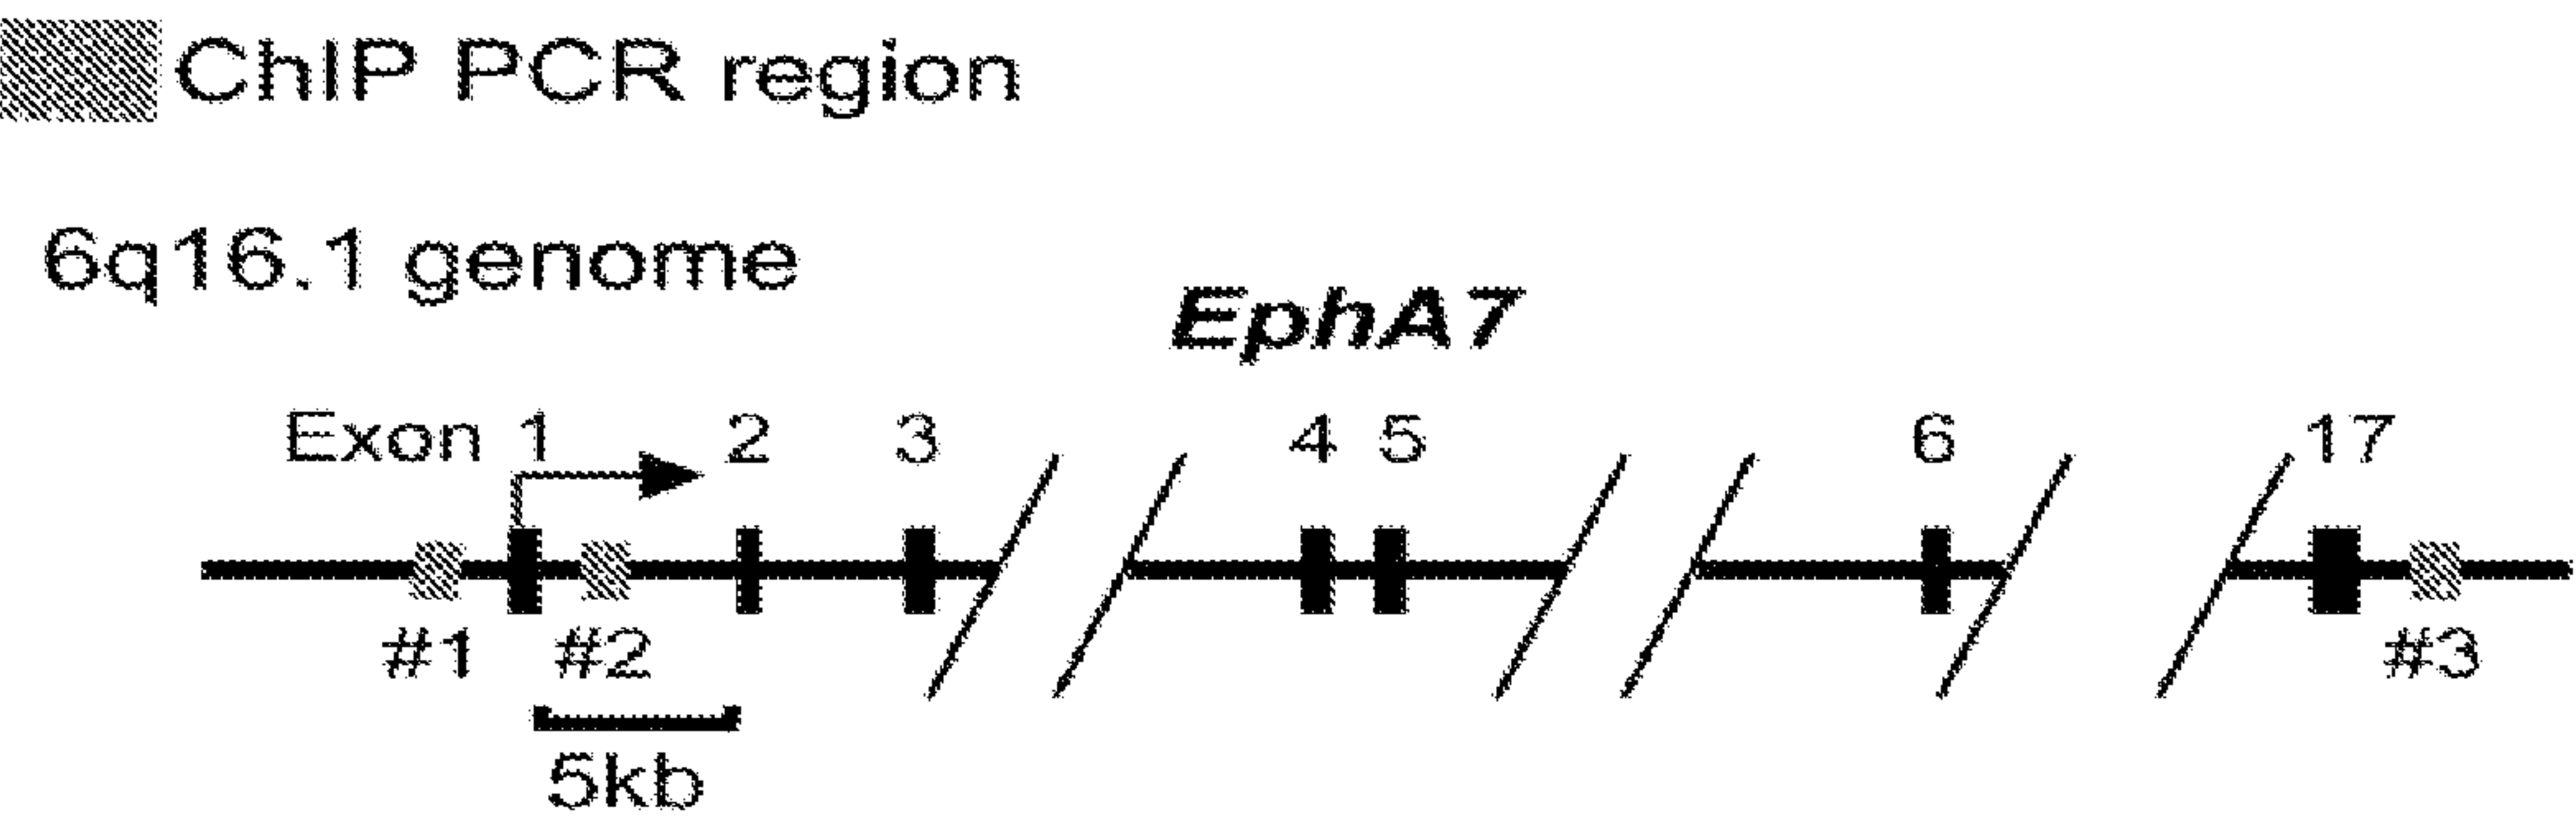 ChIP PCR region
6q16.1 genome
EphA7
Exon 1 2 3 4 5 6 17
#1 #2 #3
5kb